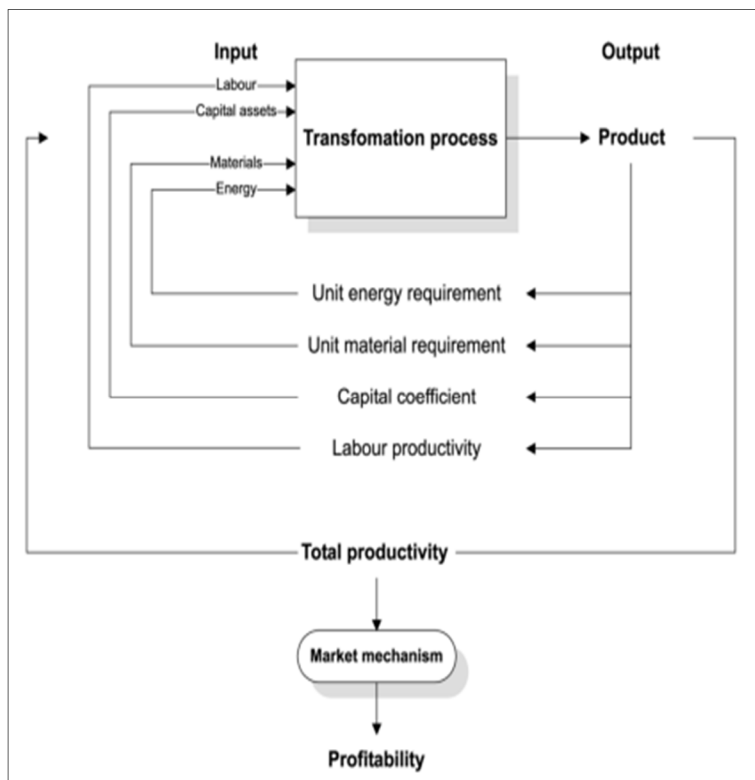 Input
Output
Labour
Capital assets
Transfomation process
Product
Materials
Energy
Unit energy requirement
Unit material requirement
Capital coefficient
Labour productivity
Total productivity
Market mechanism
Profitability